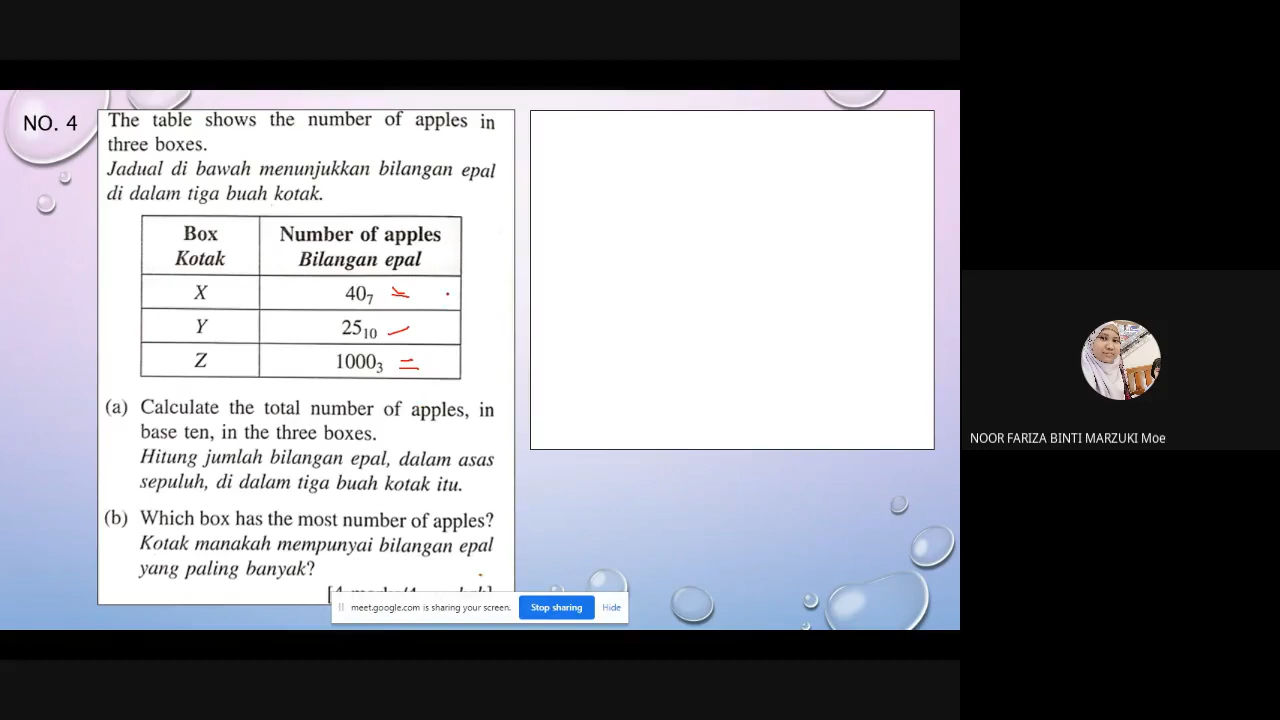 NO. 4
The table shows the number of apples in
three boxes.
Jadual di bawah menunjukkan bilangan epal
di dalam tiga buah kotak.
Box Number of apples
Kotak Bilangan epal
X 40₇
Y 25₁₀
Z 1000₃
(a) Calculate the total number of apples, in
base ten, in the three boxes.
Hitung jumlah bilangan epal, dalam asas
sepuluh, di dalam tiga buah kotak itu.
(b) Which box has the most number of apples?
Kotak manakah mempunyai bilangan epal
yang paling banyak?
meet.google.com is sharing your screen. Stop sharing Hide
NOOR FARIZA BINTI MARZUKI Moe